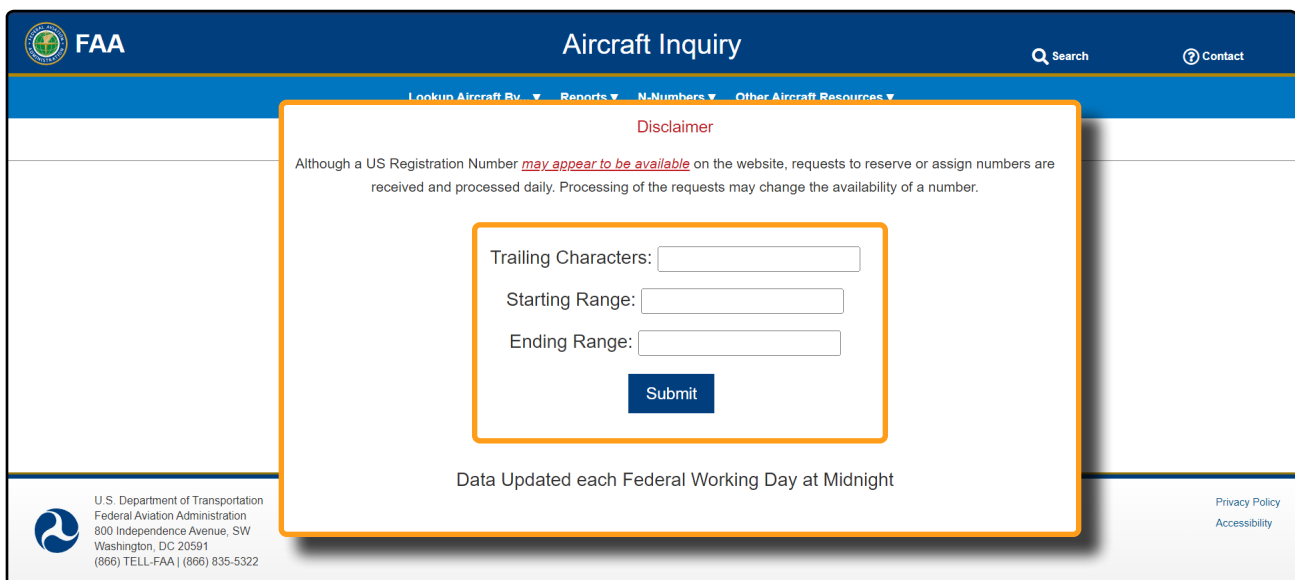 FAA
Aircraft Inquiry
Search
Contact
Lookup Aircraft By... ▼ Reports ▼ N-Numbers ▼ Other Aircraft Resources ▼
Disclaimer
Although a US Registration Number may appear to be available on the website, requests to reserve or assign numbers are
received and processed daily. Processing of the requests may change the availability of a number.
Trailing Characters:
Starting Range:
Ending Range:
Submit
Data Updated each Federal Working Day at Midnight
U.S. Department of Transportation
Federal Aviation Administration
800 Independence Avenue, SW
Washington, DC 20591
(866) TELL-FAA | (866) 835-5322
Privacy Policy
Accessibility